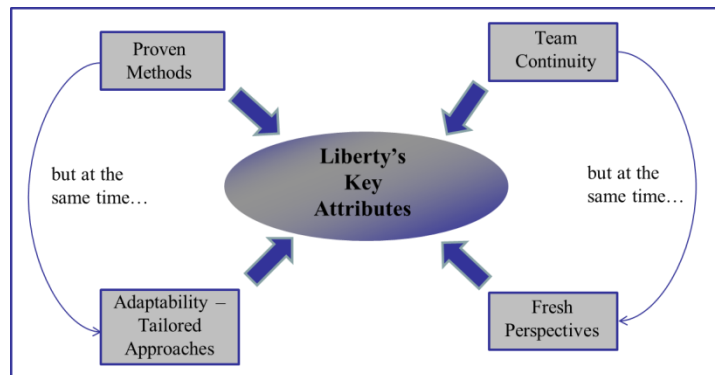 Proven
Methods
Team
Continuity
but at the
same time…
Liberty’s
Key
Attributes
but at the
same time…
Adaptability –
Tailored
Approaches
Fresh
Perspectives